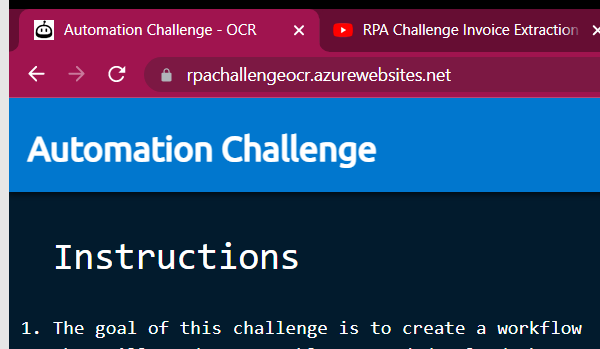 Automation Challenge - OCR
RPA Challenge Invoice Extraction
rpachallengeocr.azurewebsites.net
Automation Challenge
Instructions
1. The goal of this challenge is to create a workflow